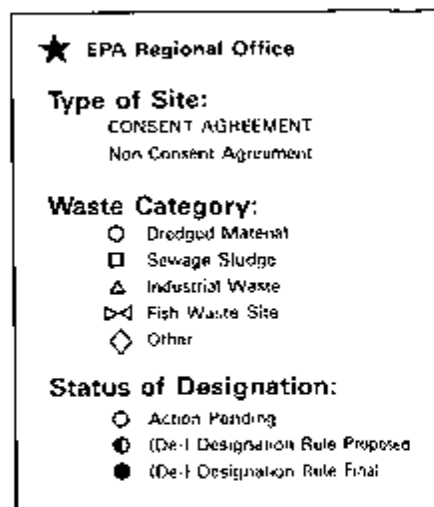 EPA Regional Office
Type of Site:
CONSENT AGREEMENT
Non Consent Agreement
Waste Category:
Dredged Material
Sewage Sludge
Industrial Waste
Fish Waste Site
Other
Status of Designation:
Action Pending
(De-) Designation Rule Proposed
(De-) Designation Rule Final